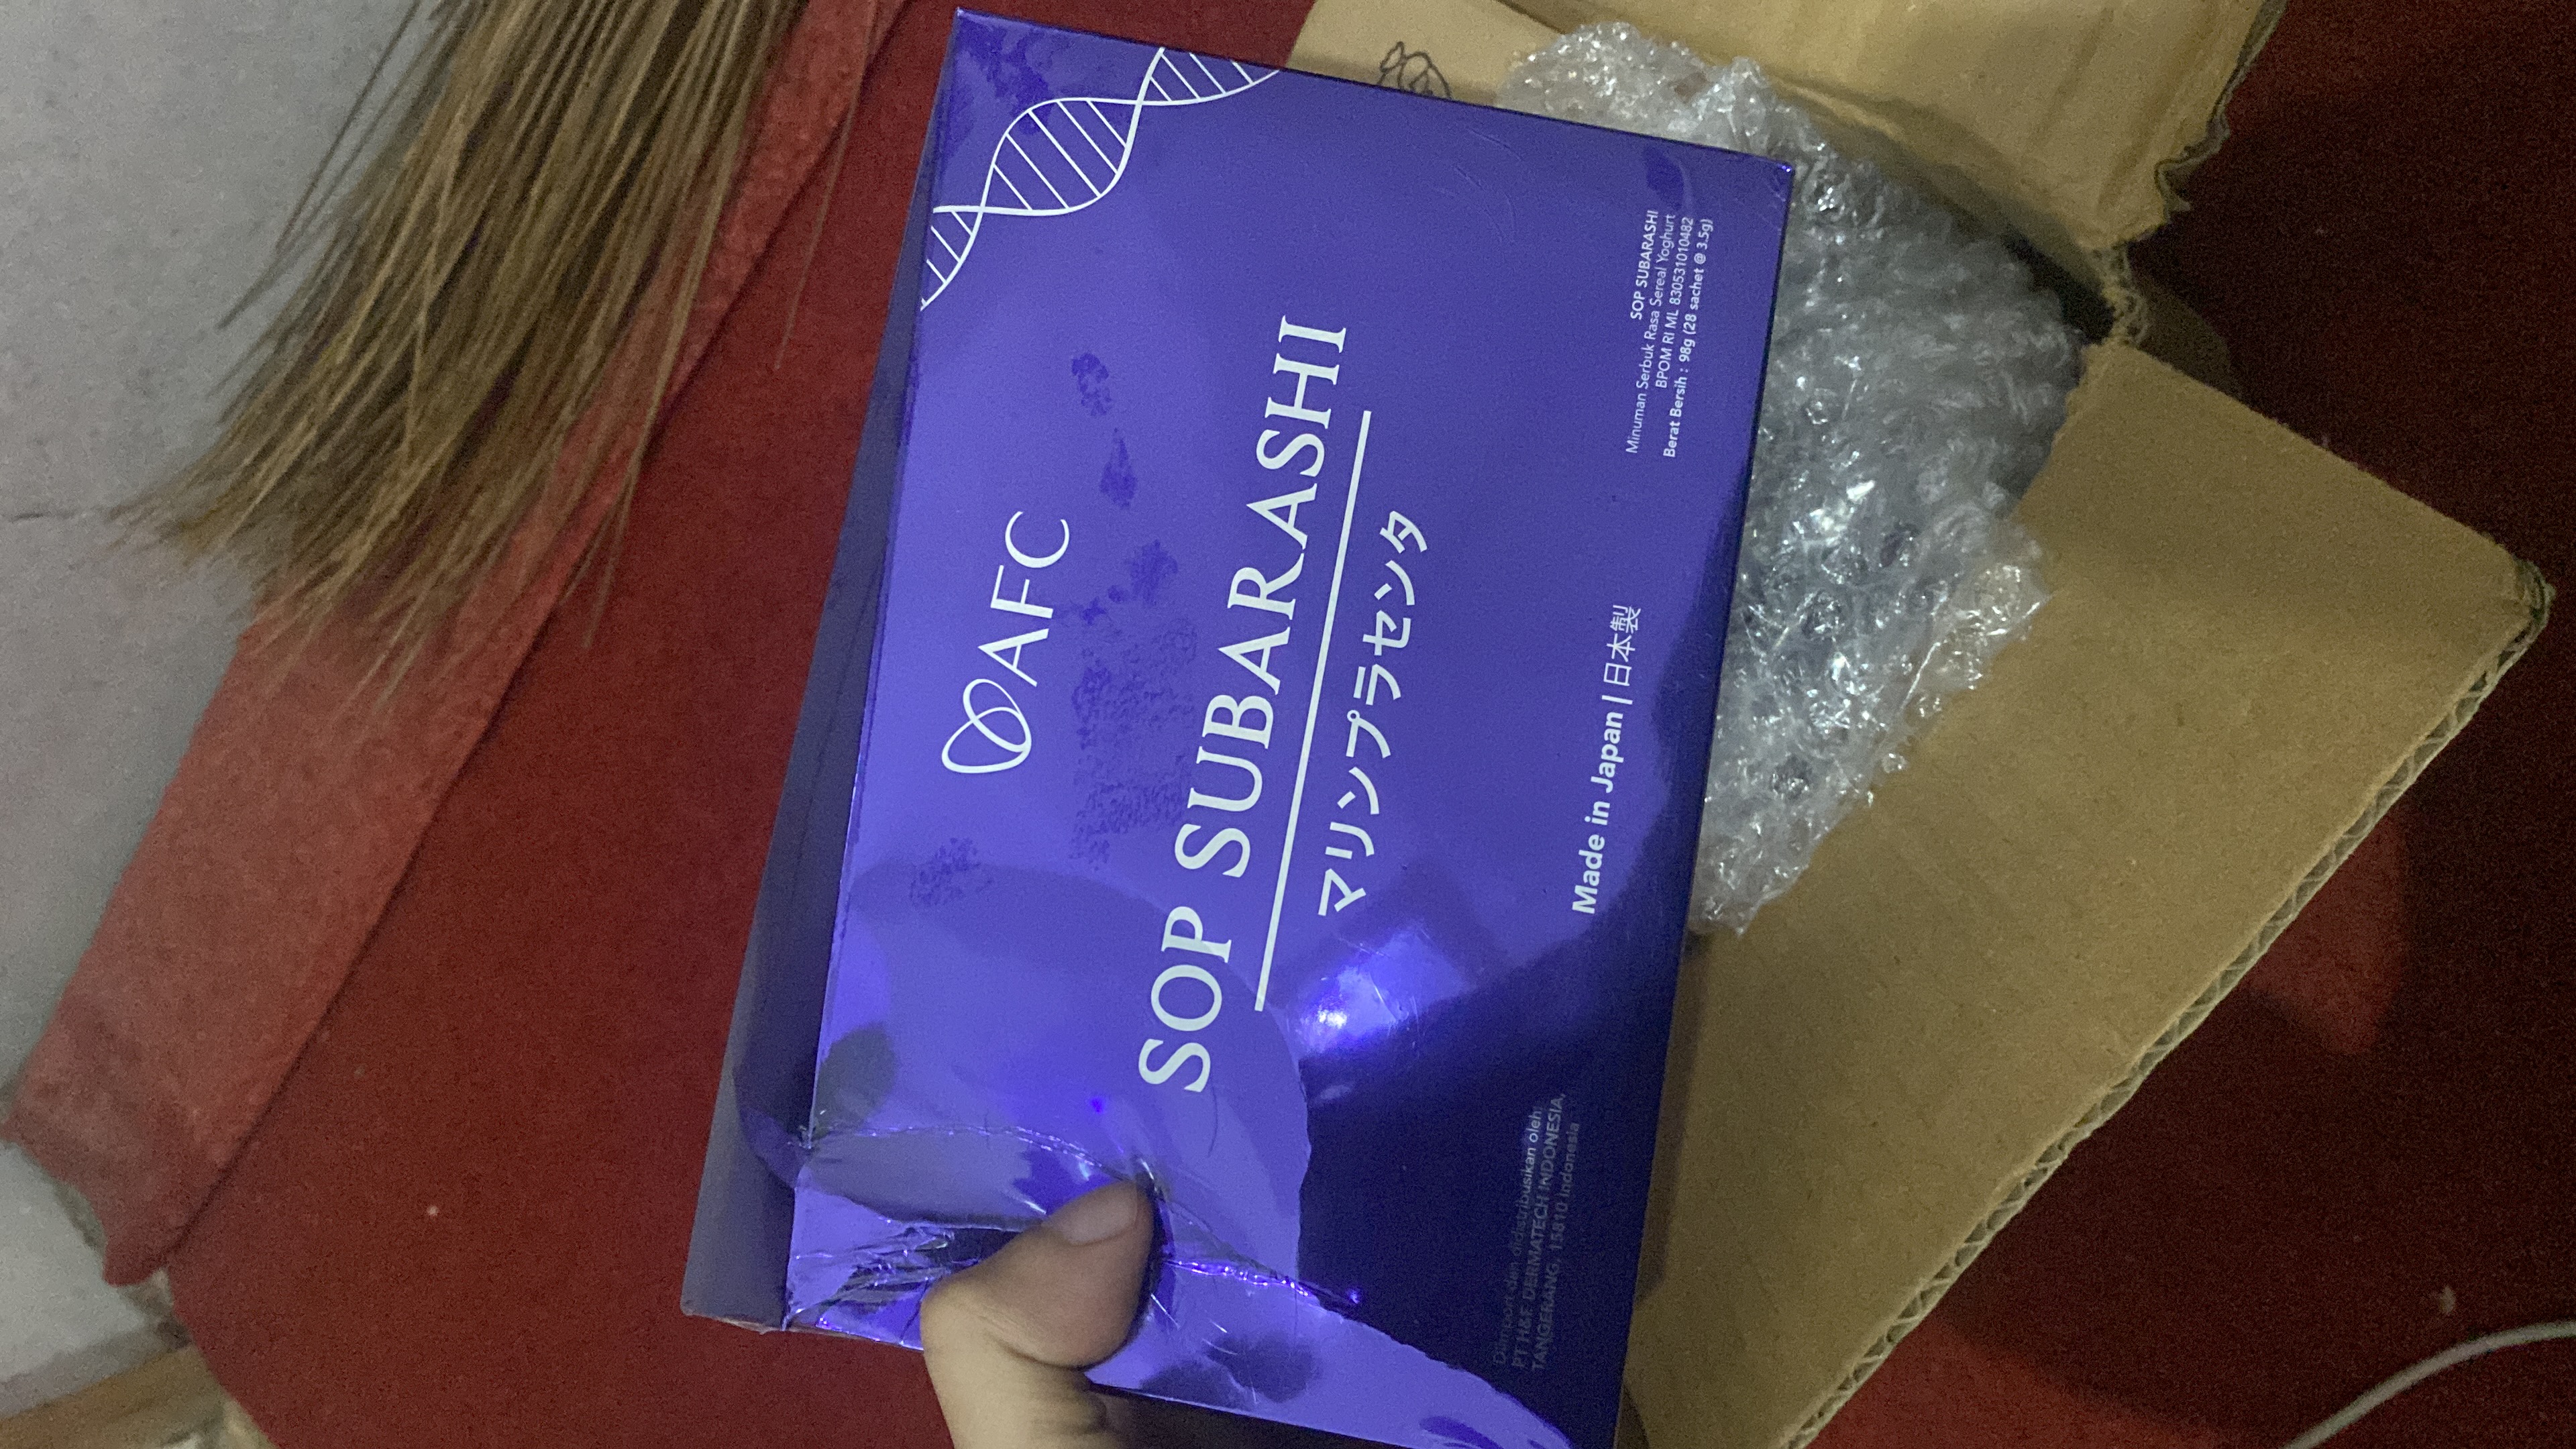 AFC
SOP SUBARASHI
マリンプラセンタ
Made in Japan | 日本製
Diimport dan didistribusikan oleh:
PT H&F. DERMATECH INDONESIA,
TANGERANG, 15810 Indonesia
SOP SUBARASHI
Minuman Serbuk Rasa Sereal Yoghurt
BPOM RI ML 830531010482
Berat Bersih : 98g (28 sachet @ 3.5g)